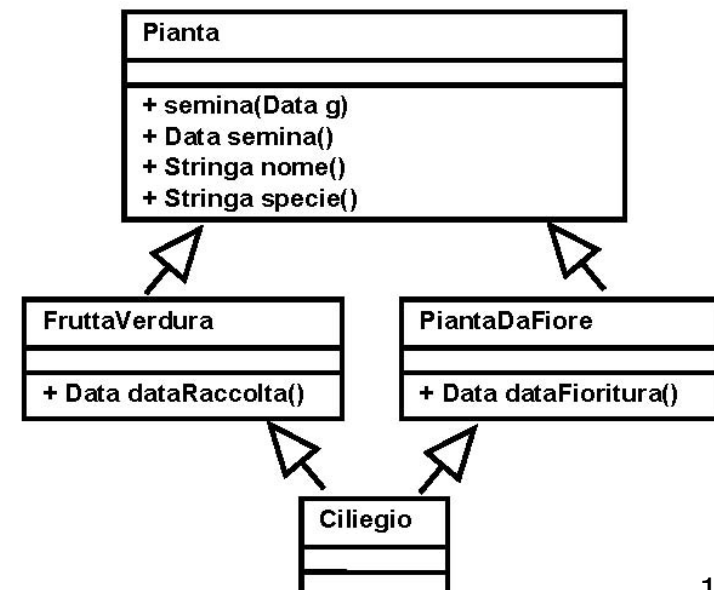 Pianta
+ semina(Data g)
+ Data semina()
+ Stringa nome()
+ Stringa specie()
FruttaVerdura
+ Data dataRaccolta()
PiantaDaFiore
+ Data dataFioritura()
Ciliegio
1